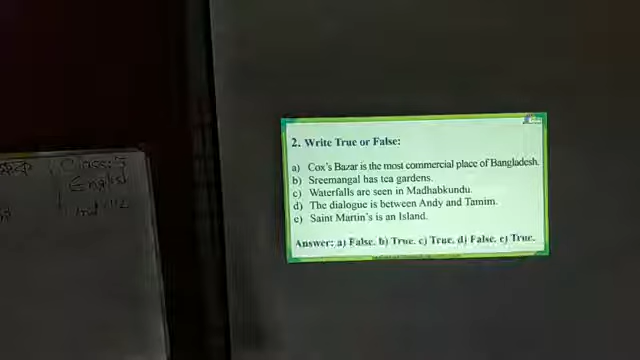 Class: 5
English
2. Write True or False:
a) Cox's Bazar is the most commercial place of Bangladesh.
b) Sreemangal has tea gardens.
c) Waterfalls are seen in Madhabkundu.
d) The dialogue is between Andy and Tamim.
e) Saint Martin's is an Island.
Answer: a) False. b) True. c) True. d) False. e) True.